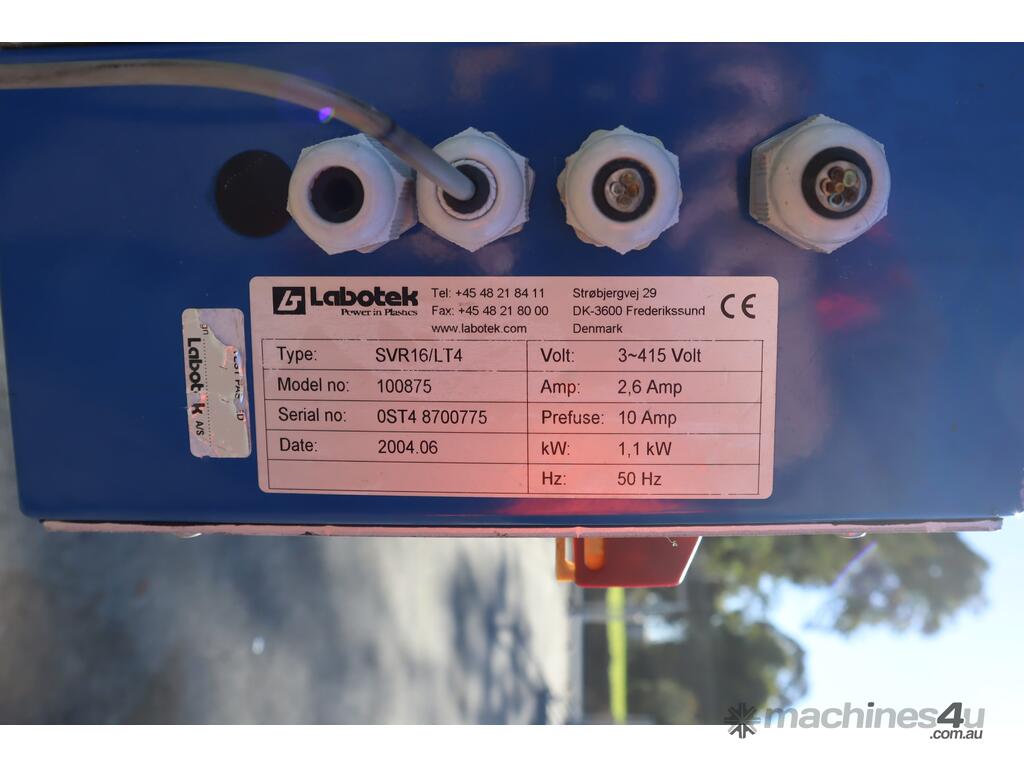 Labotek
Power in Plastics
Tel: +45 48 21 84 11
Fax: +45 48 21 80 00
www.labotek.com
Strøbjergvej 29
DK-3600 Frederikssund
Denmark
CE
Type: SVR16/LT4
Model no: 100875
Serial no: 0ST4 8700775
Date: 2004.06
Volt: 3~415 Volt
Amp: 2,6 Amp
Prefuse: 10 Amp
kW: 1,1 kW
Hz: 50 Hz
Labotek A/S
machines4u
.com.au